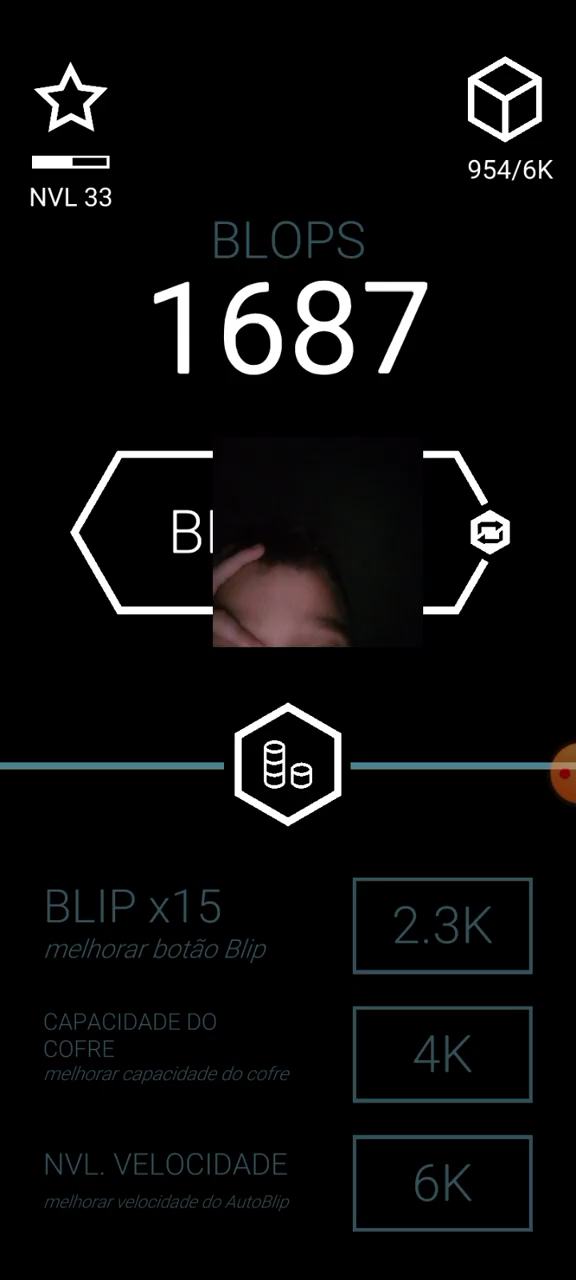 NVL 33
954/6K
BLOPS
1687
BLIP x15
melhorar botão Blip
2.3K
CAPACIDADE DO
COFRE
melhorar capacidade do cofre
4K
NVL. VELOCIDADE
melhorar velocidade do AutoBlip
6K